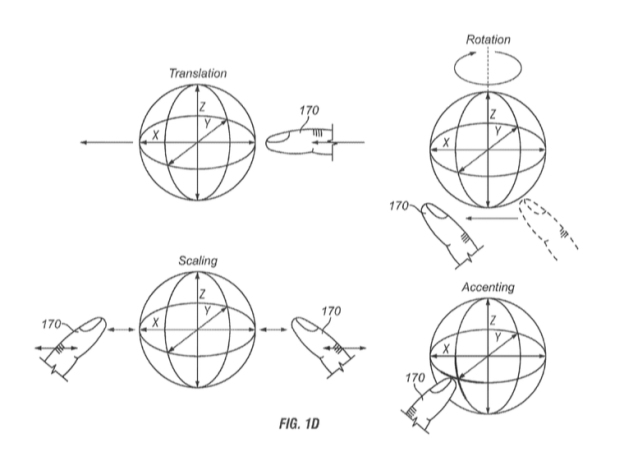 Translation
Z
Y
X
170
Rotation
Z
Y
X
170
Scaling
Z
Y
X
170
170
Accenting
Z
Y
X
170
FIG. 1D